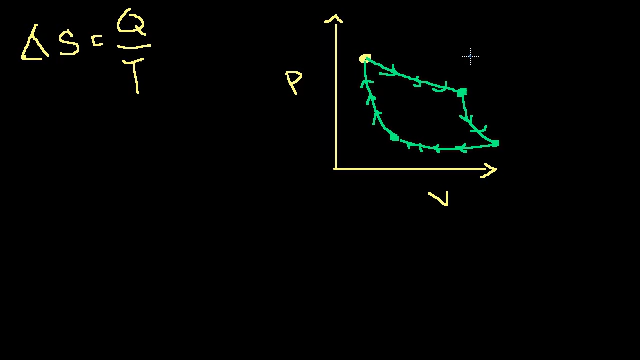 ΔS = Q/T
P
V